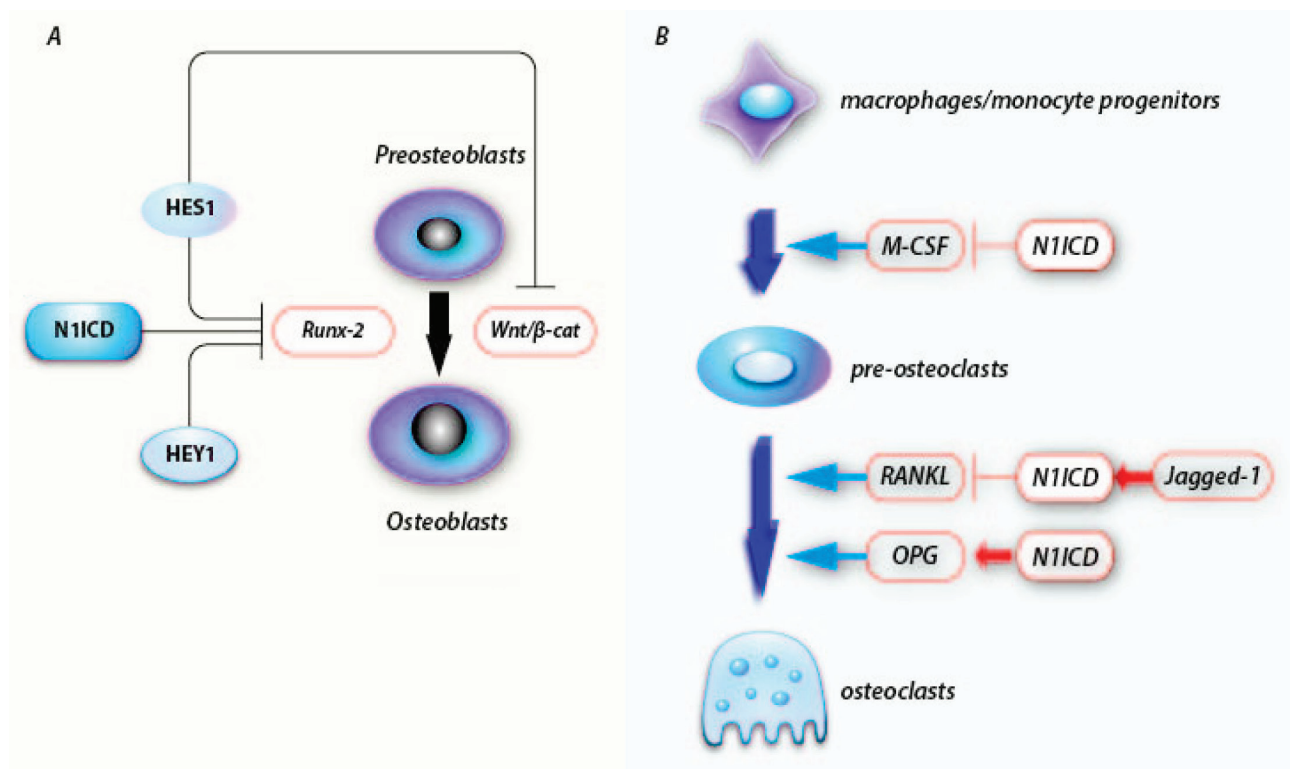 A
Preosteoblasts
HES1
N1ICD
Runx-2
Wnt/β-cat
HEY1
Osteoblasts
B
macrophages/monocyte progenitors
M-CSF
N1ICD
pre-osteoclasts
RANKL
N1ICD
Jagged-1
OPG
N1ICD
osteoclasts